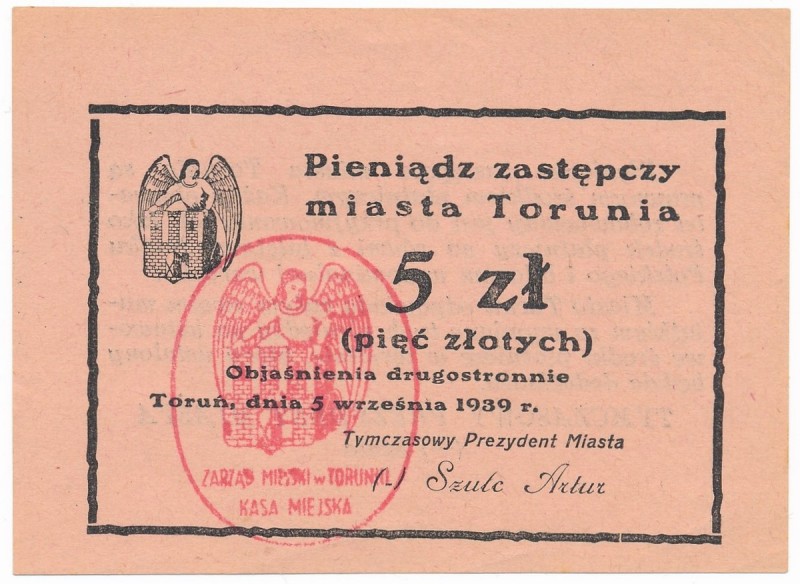 Pieniądz zastępczy
miasta Torunia
5 zł
(pięć złotych)
Objaśnienia drugostronnie
Toruń, dnia 5 września 1939 r.
Tymczasowy Prezydent Miasta
(-) Szulc Artur
ZARZĄD MIEJSKI w TORUNIU
KASA MIEJSKA